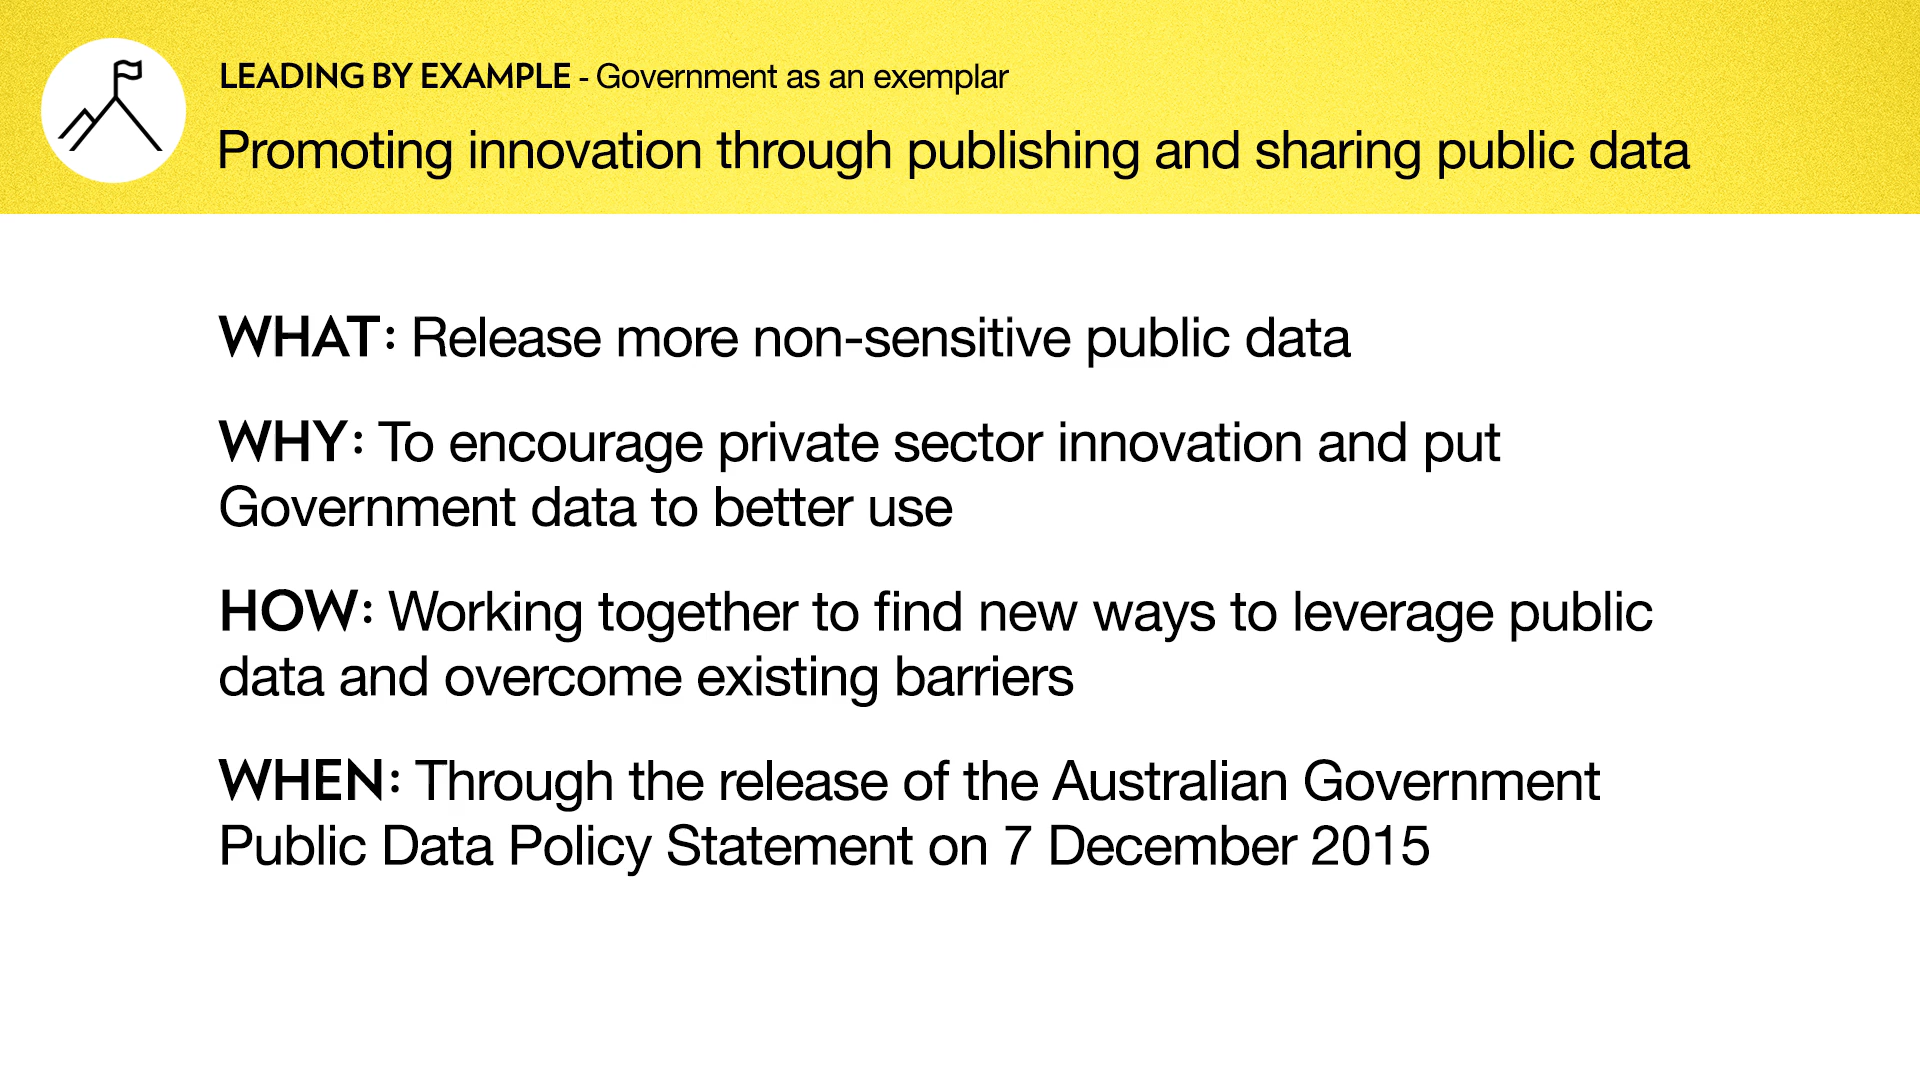 LEADING BY EXAMPLE - Government as an exemplar
Promoting innovation through publishing and sharing public data
WHAT: Release more non-sensitive public data
WHY: To encourage private sector innovation and put
Government data to better use
HOW: Working together to find new ways to leverage public
data and overcome existing barriers
WHEN: Through the release of the Australian Government
Public Data Policy Statement on 7 December 2015